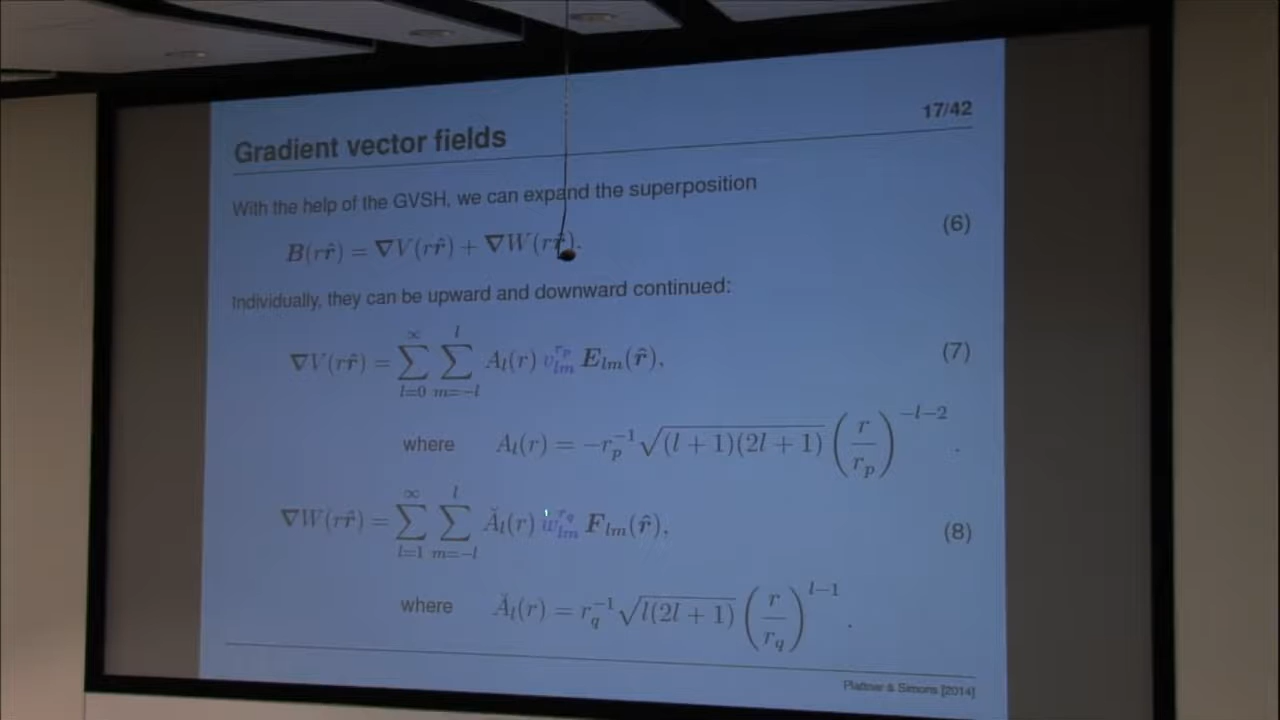 Gradient vector fields
17/42
With the help of the GVSH, we can expand the superposition
B(rr̂) = ∇V(rr̂) + ∇W(rr̂). (6)
Individually, they can be upward and downward continued:
∇V(rr̂) = ∑_{l=0}^{∞} ∑_{m=−l}^{l} A_l(r) v_{lm}^{r_p} E_{lm}(r̂), (7)
where A_l(r) = −r_p^{−1} √((l + 1)(2l + 1)) (r/r_p)^{−l−2}.
∇W(rr̂) = ∑_{l=1}^{∞} ∑_{m=−l}^{l} Ǎ_l(r) w_{lm}^{r_q} F_{lm}(r̂), (8)
where Ǎ_l(r) = r_q^{−1} √(l(2l + 1)) (r/r_q)^{l−1}.
Plattner & Simons [2014]